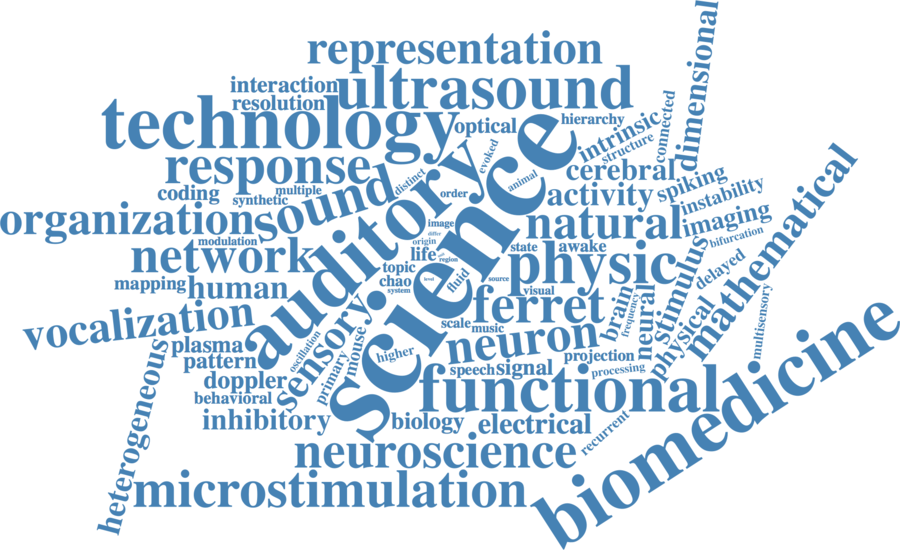 representation
dimensional
interaction
ultrasound
resolution
technology
optical
hierarchy
intrinsic
structure
connected
response
evoked
distinct
animal
cerebral
coding
multiple
synthetic
sound
order
activity
spiking
instability
organization
auditory
science
image
natural
imaging
mathematical
modulation
origin
state
awake
bifurcation
network
life
region
topic
physic
stimulus
delayed
mapping
human
chao
system
level
fluid
source
visual
ferret
brain
frequency
neural
physical
multisensory
vocalization
sensory
scale
music
neuron
plasma
oscillation
mouse
higher
projection
pattern
primary
speech
signal
processing
doppler
behavioral
functional
biomedicine
heterogeneous
inhibitory
biology
electrical
recurrent
neuroscience
microstimulation